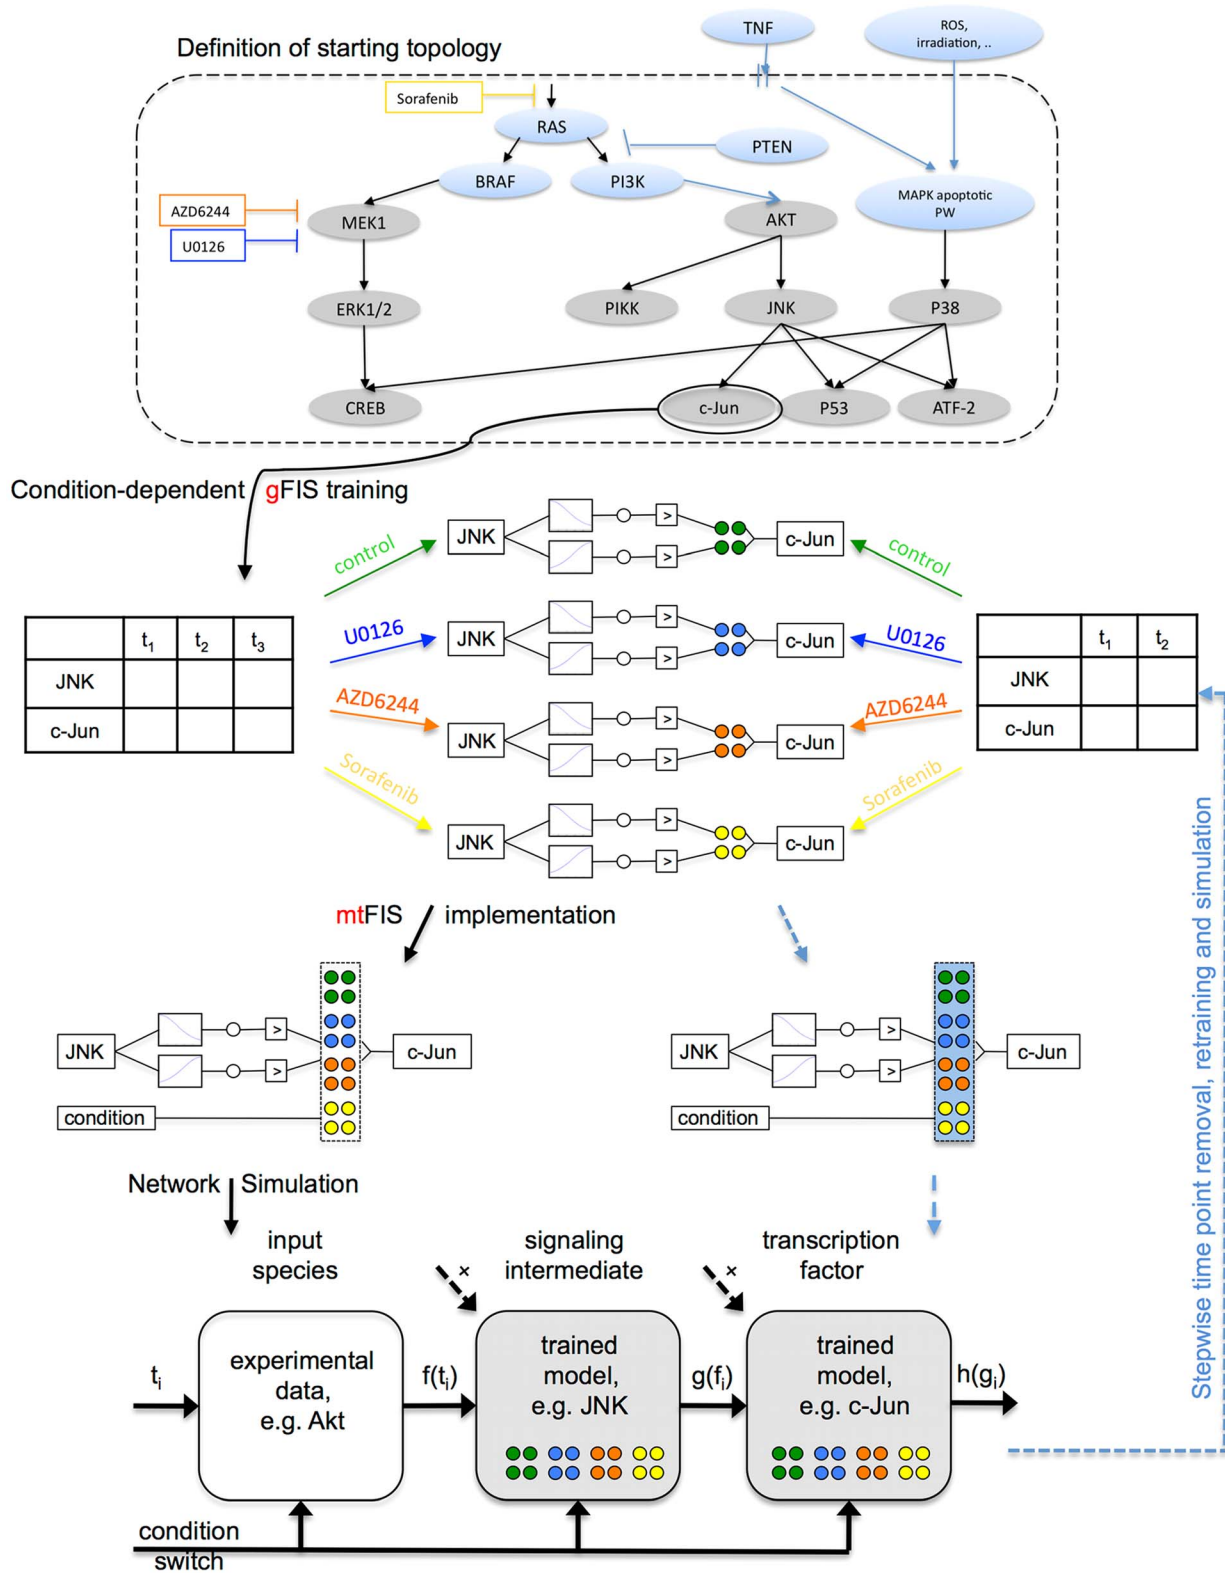 Definition of starting topology
TNF
ROS,
irradiation, ..
Sorafenib
RAS
PTEN
BRAF
PI3K
MAPK apoptotic
PW
AZD6244
U0126
MEK1
AKT
ERK1/2
PIKK
JNK
P38
CREB
c-Jun
P53
ATF-2
Condition-dependent gFIS training
control
JNK
>
>
c-Jun
control
U0126
JNK
>
>
c-Jun
U0126
AZD6244
JNK
>
>
c-Jun
AZD6244
Sorafenib
JNK
>
>
c-Jun
Sorafenib
t1 t2 t3
JNK
c-Jun
t1 t2
JNK
c-Jun
mtFIS implementation
JNK
>
>
c-Jun
condition
JNK
>
>
c-Jun
condition
Stepwise time point removal, retraining and simulation
Network Simulation
input
species
signaling
intermediate
transcription
factor
×
×
ti
experimental
data,
e.g. Akt
f(ti)
trained
model,
e.g. JNK
g(fi)
trained
model,
e.g. c-Jun
h(gi)
condition
switch